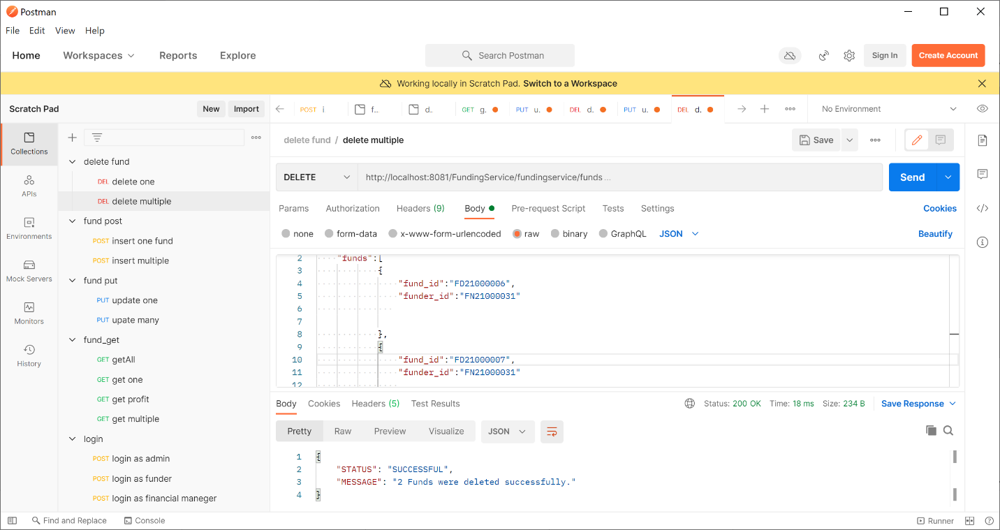 Postman
File Edit View Help
Home Workspaces Reports Explore Search Postman Sign In Create Account
Working locally in Scratch Pad. Switch to a Workspace
Scratch Pad New Import
POST i f.. d.. GET g. PUT u. DEL d. PUT u. DEL d. No Environment
Collections
APIs
Environments
Mock Servers
Monitors
History
delete fund
DEL delete one
DEL delete multiple
fund post
POST insert one fund
POST insert multiple
fund put
PUT update one
PUT upate many
fund_get
GET getAll
GET get one
GET get profit
GET get multiple
login
POST login as admin
POST login as funder
POST login as financial maneger
delete fund / delete multiple Save
DELETE http://localhost:8081/FundingService/fundingservice/funds ... Send
Params Authorization Headers (9) Body Pre-request Script Tests Settings Cookies
none form-data x-www-form-urlencoded raw binary GraphQL JSON Beautify
2 "funds":[
3 {
4 "fund_id":"FD21000006",
5 "funder_id":"FN21000031"
6
7
8 },
9 {
10 "fund_id":"FD21000007",
11 "funder_id":"FN21000031"
12
Body Cookies Headers (5) Test Results Status: 200 OK Time: 18 ms Size: 234 B Save Response
Pretty Raw Preview Visualize JSON
1 {
2 "STATUS": "SUCCESSFUL",
3 "MESSAGE": "2 Funds were deleted successfully."
4 }
Find and Replace Console Runner